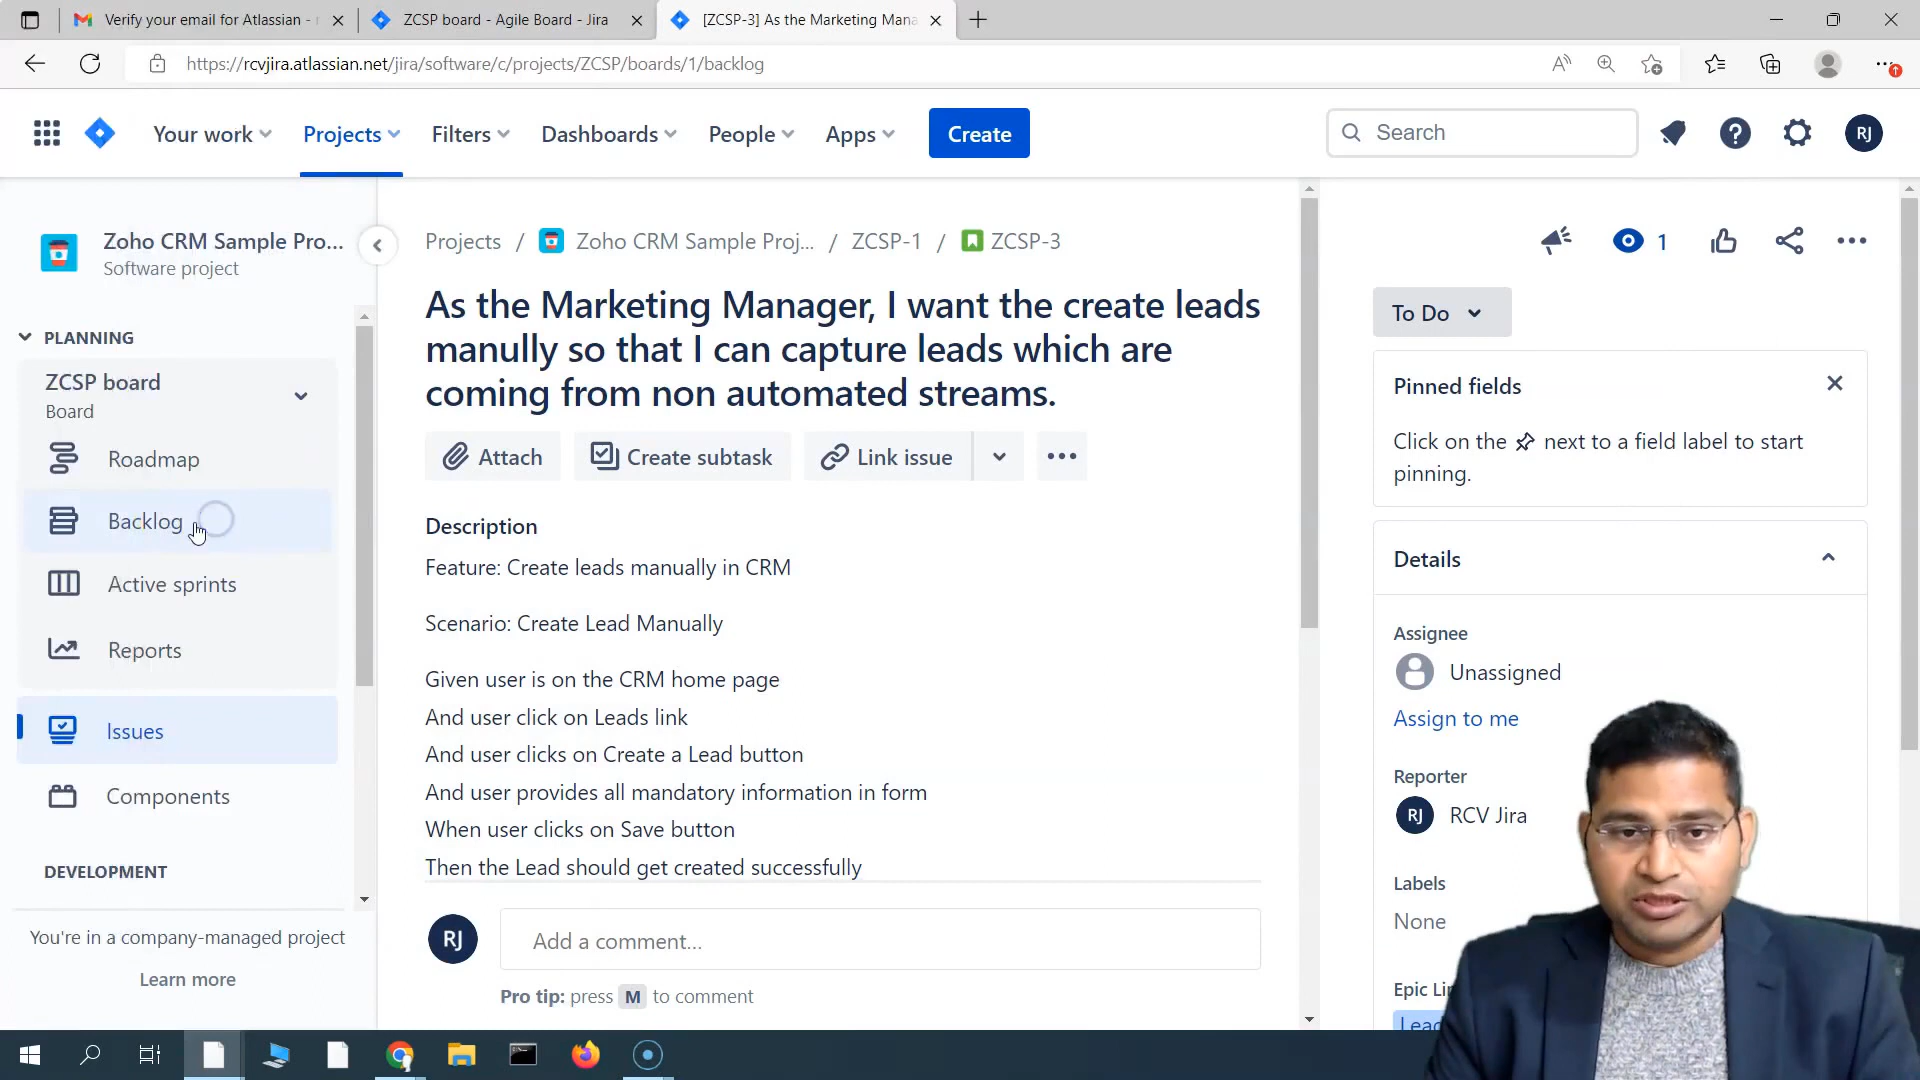 Verify your email for Atlassian -
ZCSP board - Agile Board - Jira
[ZCSP-3] As the Marketing Mana
https://rcvjira.atlassian.net/jira/software/c/projects/ZCSP/boards/1/backlog
Your work
Projects
Filters
Dashboards
People
Apps
Create
Search
RJ
Zoho CRM Sample Pro...
Software project
PLANNING
ZCSP board
Board
Roadmap
Backlog
Active sprints
Reports
Issues
Components
DEVELOPMENT
You're in a company-managed project
Learn more
Projects / Zoho CRM Sample Proj... / ZCSP-1 / ZCSP-3
As the Marketing Manager, I want the create leads
manully so that I can capture leads which are
coming from non automated streams.
Attach
Create subtask
Link issue
Description
Feature: Create leads manually in CRM
Scenario: Create Lead Manually
Given user is on the CRM home page
And user click on Leads link
And user clicks on Create a Lead button
And user provides all mandatory information in form
When user clicks on Save button
Then the Lead should get created successfully
RJ
Add a comment...
Pro tip: press M to comment
1
To Do
Pinned fields
Click on the next to a field label to start
pinning.
Details
Assignee
Unassigned
Assign to me
Reporter
RJ RCV Jira
Labels
None
Epic Li
Lead